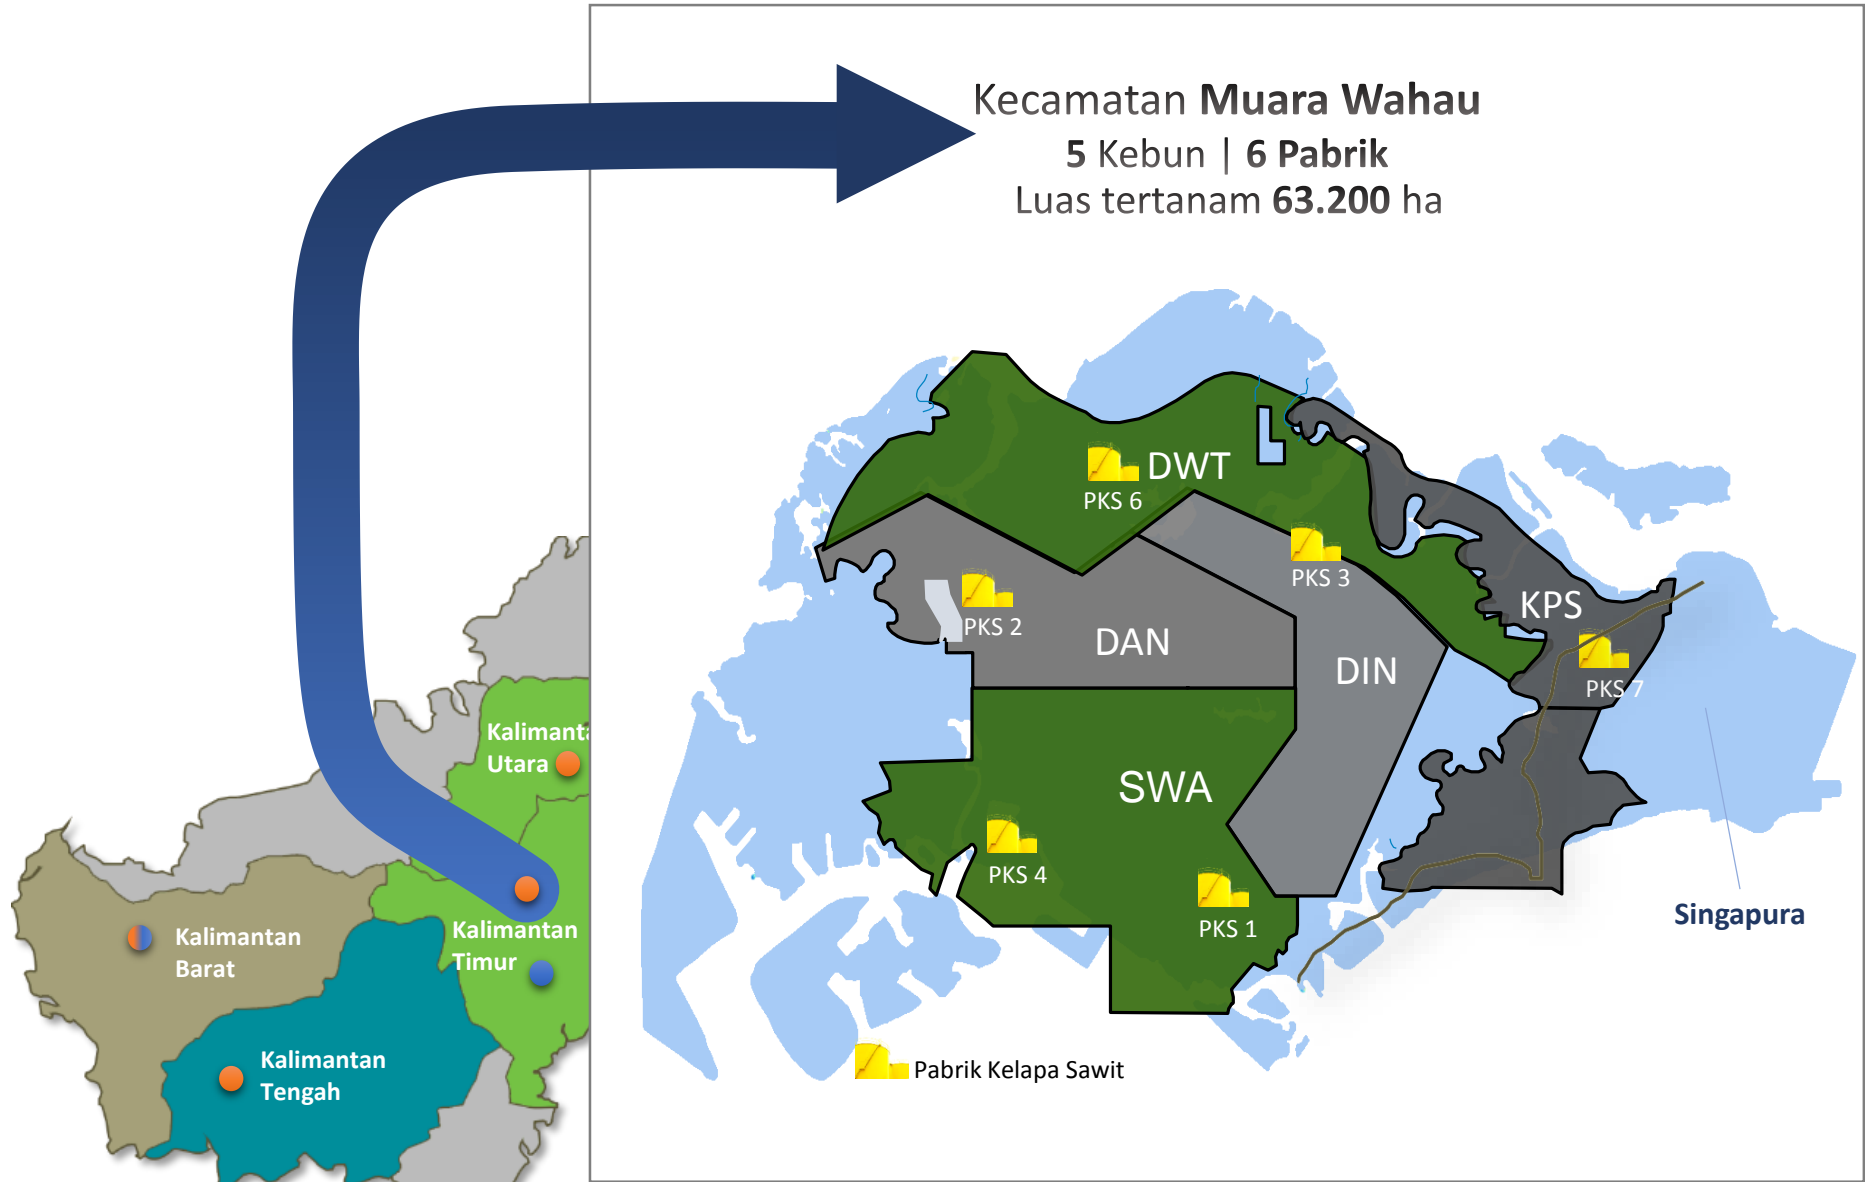 Kecamatan Muara Wahau
5 Kebun | 6 Pabrik
Luas tertanam 63.200 ha
DWT
PKS 6
PKS 3
KPS
PKS 2
DAN
DIN
PKS 7
SWA
PKS 4
PKS 1
Singapura
Pabrik Kelapa Sawit
Kalimanta
Utara
Kalimantan
Timur
Kalimantan
Barat
Kalimantan
Tengah